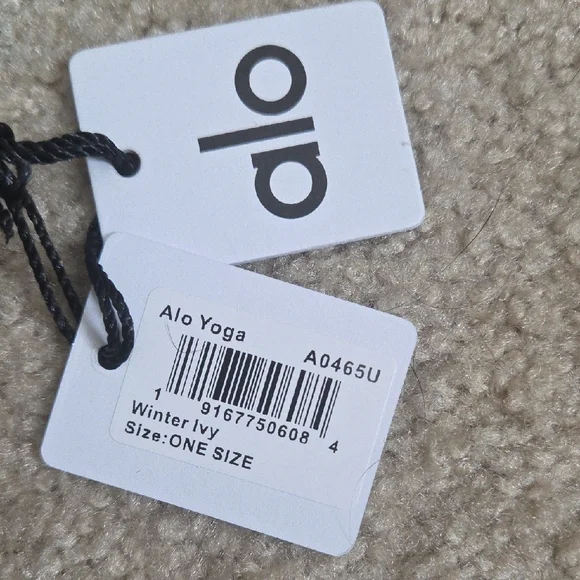 alo
Alo Yoga
A0465U
1 9167750608 4
Winter Ivy
Size:ONE SIZE